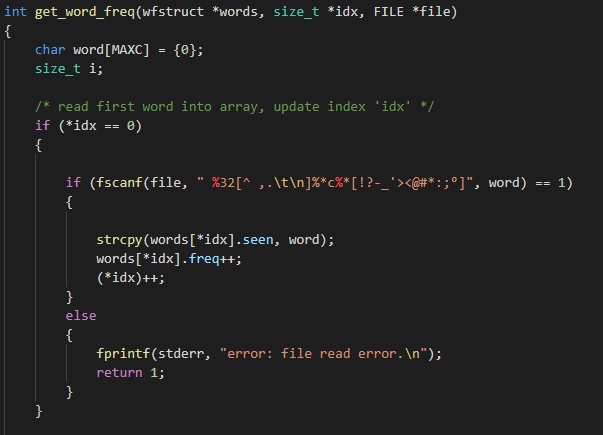 int get_word_freq(wfstruct *words, size_t *idx, FILE *file)
{
char word[MAXC] = {0};
size_t i;
/* read first word into array, update index 'idx' */
if (*idx == 0)
{
if (fscanf(file, " %32[^ ,.\t\n]%*c%*[!?-_'><@#*:;º]", word) == 1)
{
strcpy(words[*idx].seen, word);
words[*idx].freq++;
(*idx)++;
}
else
{
fprintf(stderr, "error: file read error.\n");
return 1;
}
}